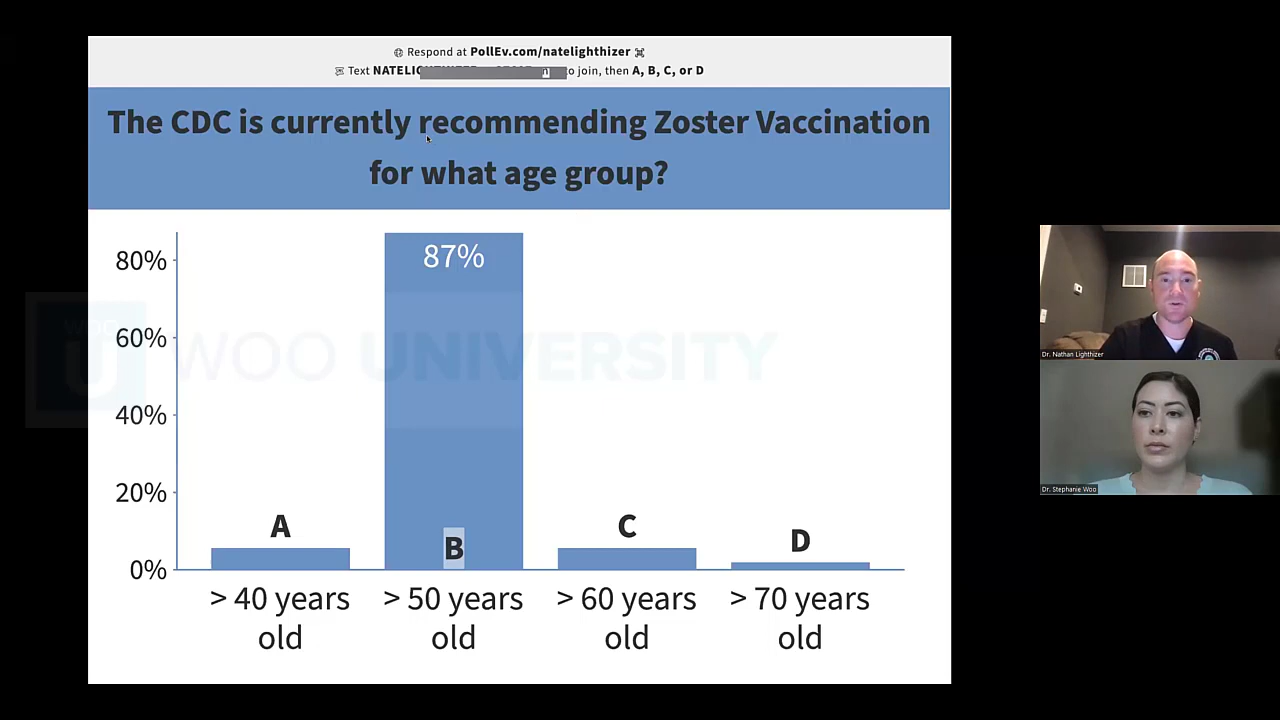 Respond at PollEv.com/natelighthizer
Text to join, then A, B, C, or D
The CDC is currently recommending Zoster Vaccination
for what age group?
80%
60%
40%
20%
0%
87%
A
B
C
D
> 40 years
old
> 50 years
old
> 60 years
old
> 70 years
old
WOO
U
WOO UNIVERSITY
Dr. Nathan Lighthizer
Dr. Stephanie Woo